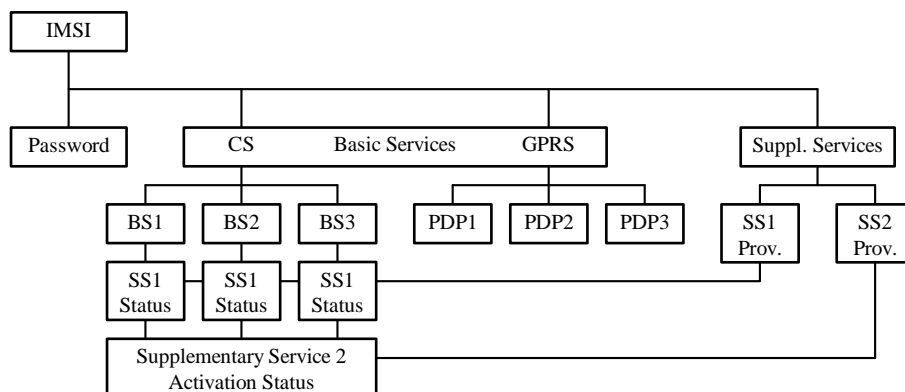 IMSI
Password
CS Basic Services GPRS
Suppl. Services
BS1 BS2 BS3 PDP1 PDP2 PDP3
SS1
Prov.
SS2
Prov.
SS1
Status
SS1
Status
SS1
Status
Supplementary Service 2
Activation Status